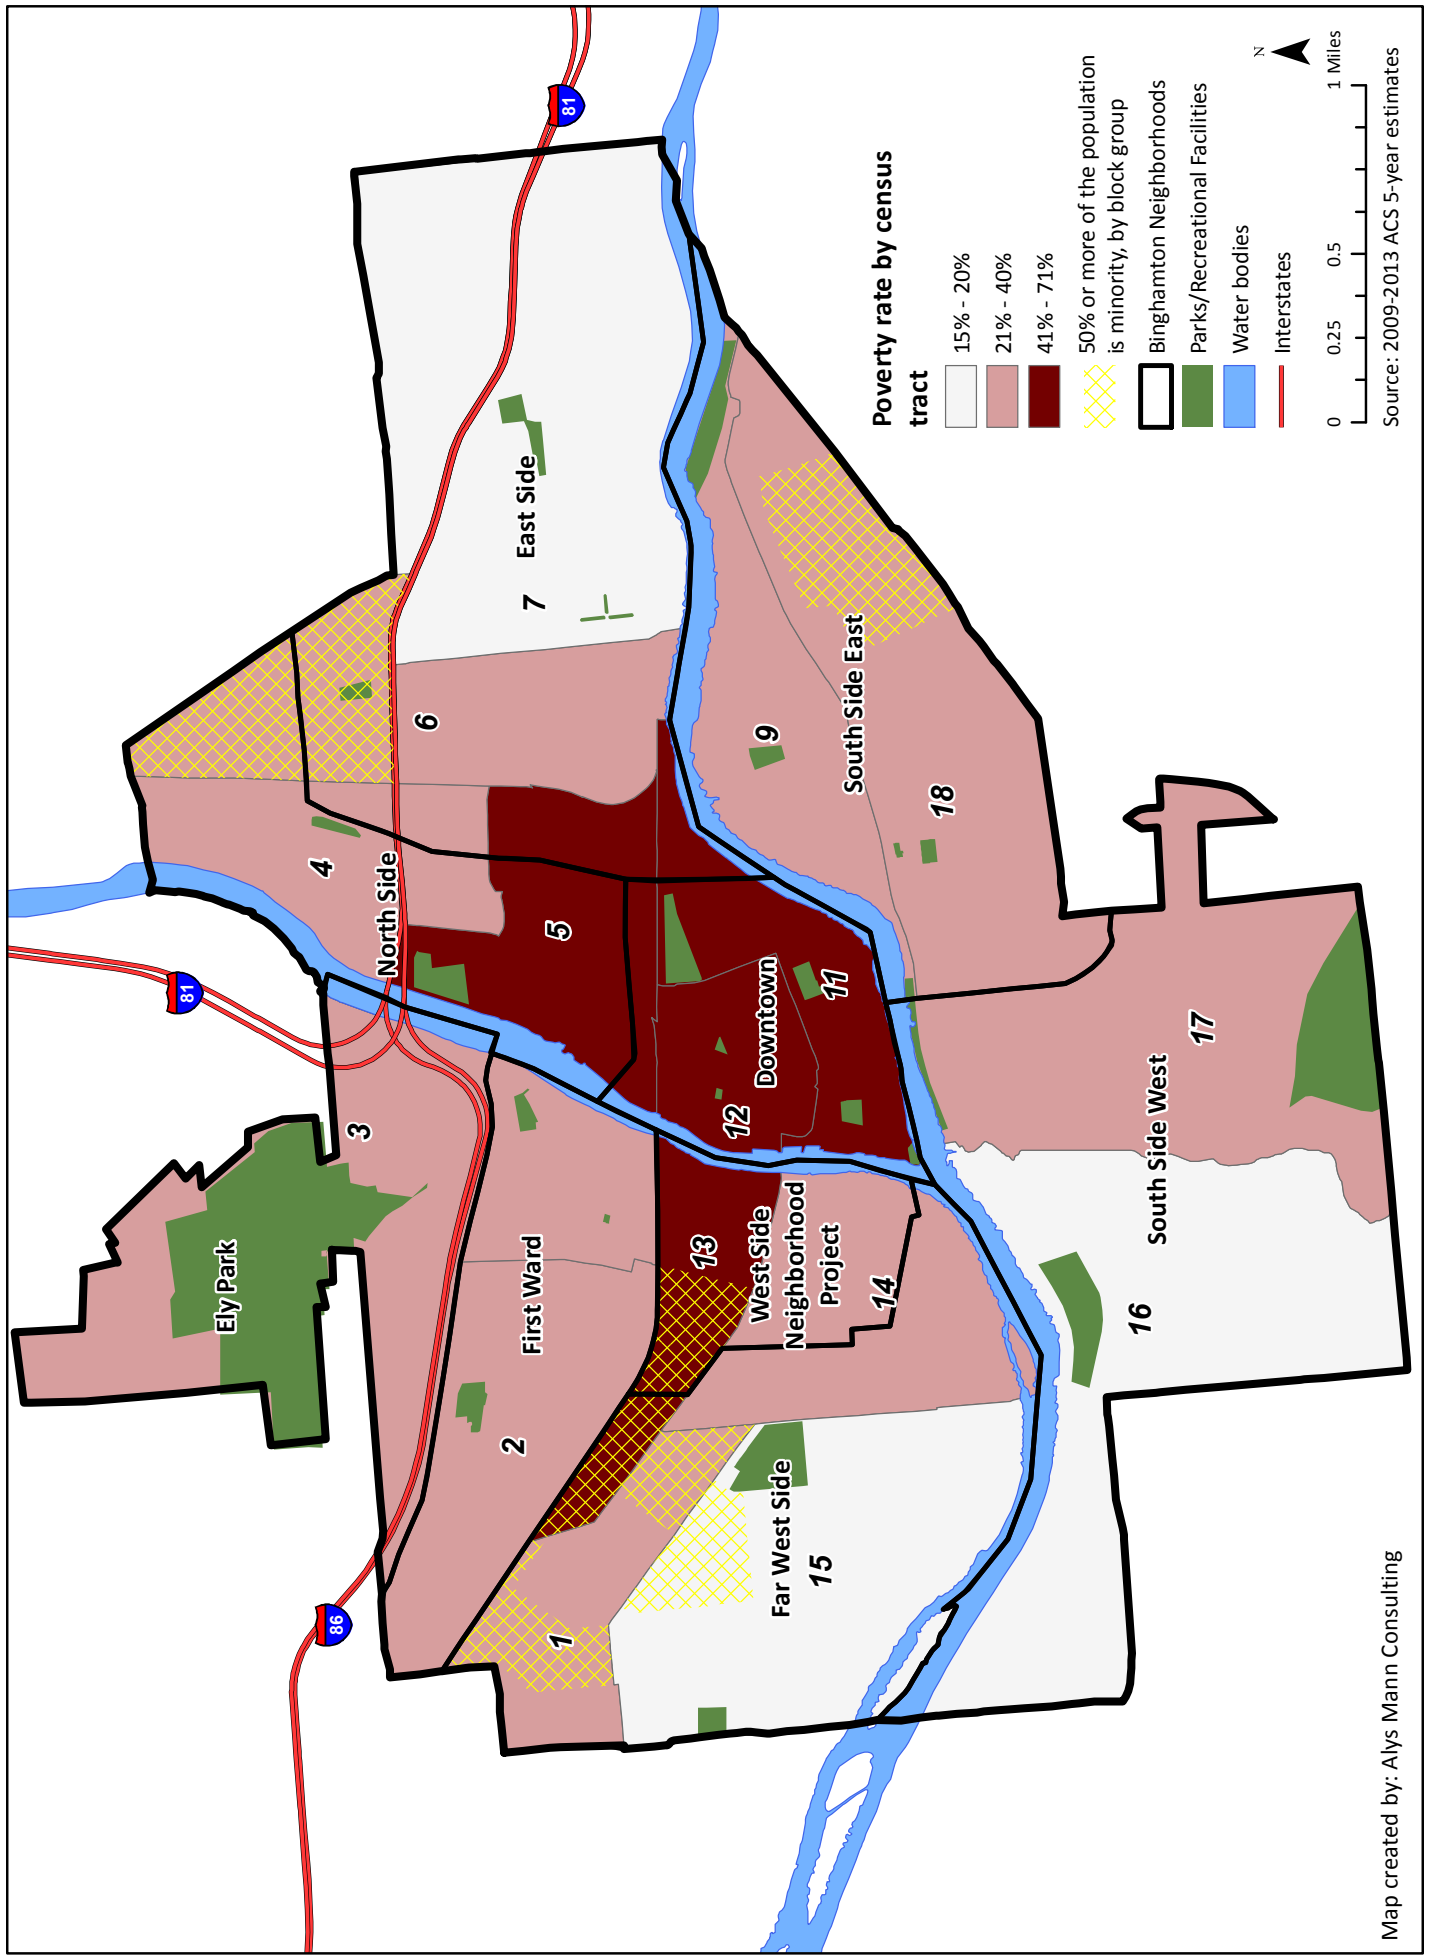 86
81
81
Ely Park
3
4
North Side
6
East Side
7
First Ward
2
5
1
13
West Side
Neighborhood
Project
14
12
Downtown
11
9
South Side East
18
Far West Side
15
South Side West
17
16
Poverty rate by census
tract
15% - 20%
21% - 40%
41% - 71%
50% or more of the population
is minority, by block group
Binghamton Neighborhoods
Parks/Recreational Facilities
Water bodies
Interstates
N
0 0.25 0.5 1 Miles
Source: 2009-2013 ACS 5-year estimates
Map created by: Alys Mann Consulting